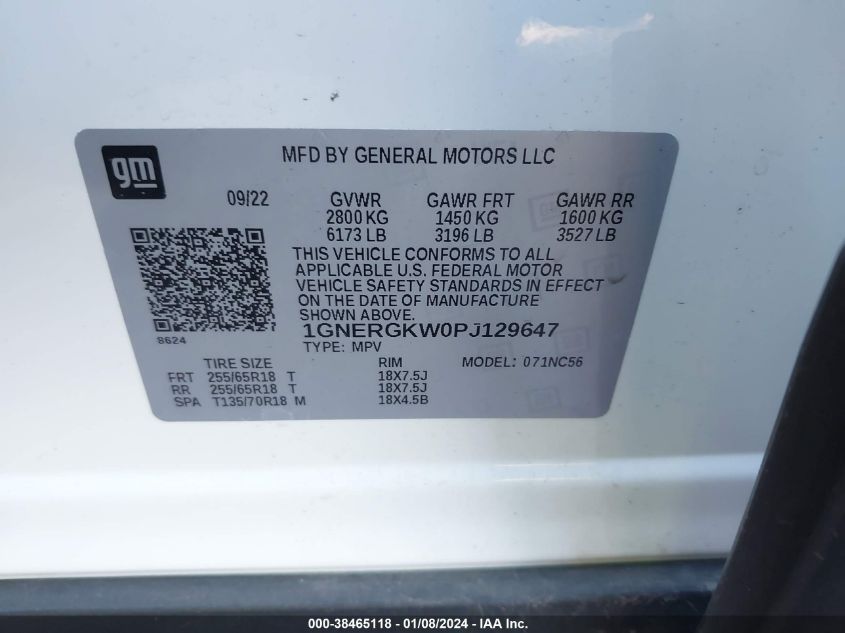 gm
MFD BY GENERAL MOTORS LLC
09/22 GVWR GAWR FRT GAWR RR
2800 KG 1450 KG 1600 KG
6173 LB 3196 LB 3527 LB
THIS VEHICLE CONFORMS TO ALL
APPLICABLE U.S. FEDERAL MOTOR
VEHICLE SAFETY STANDARDS IN EFFECT
ON THE DATE OF MANUFACTURE
SHOWN ABOVE.
8624
1GNERGKW0PJ129647
TYPE: MPV
TIRE SIZE RIM MODEL: 071NC56
FRT 255/65R18 T 18X7.5J
RR 255/65R18 T 18X7.5J
SPA T135/70R18 M 18X4.5B
000-38465118 - 01/08/2024 - IAA Inc.